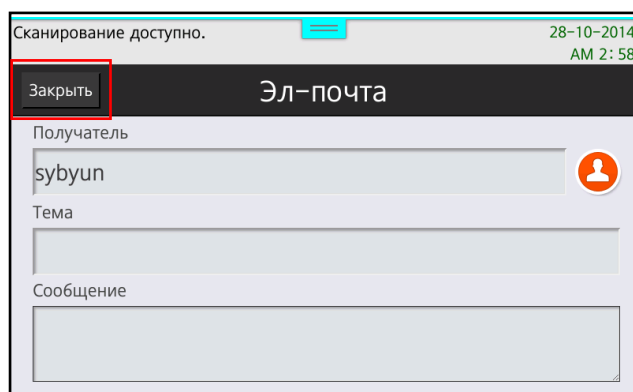 Сканирование доступно.
28-10-2014
AM 2:58
Закрыть
Эл-почта
Получатель
sybyun
Тема
Сообщение